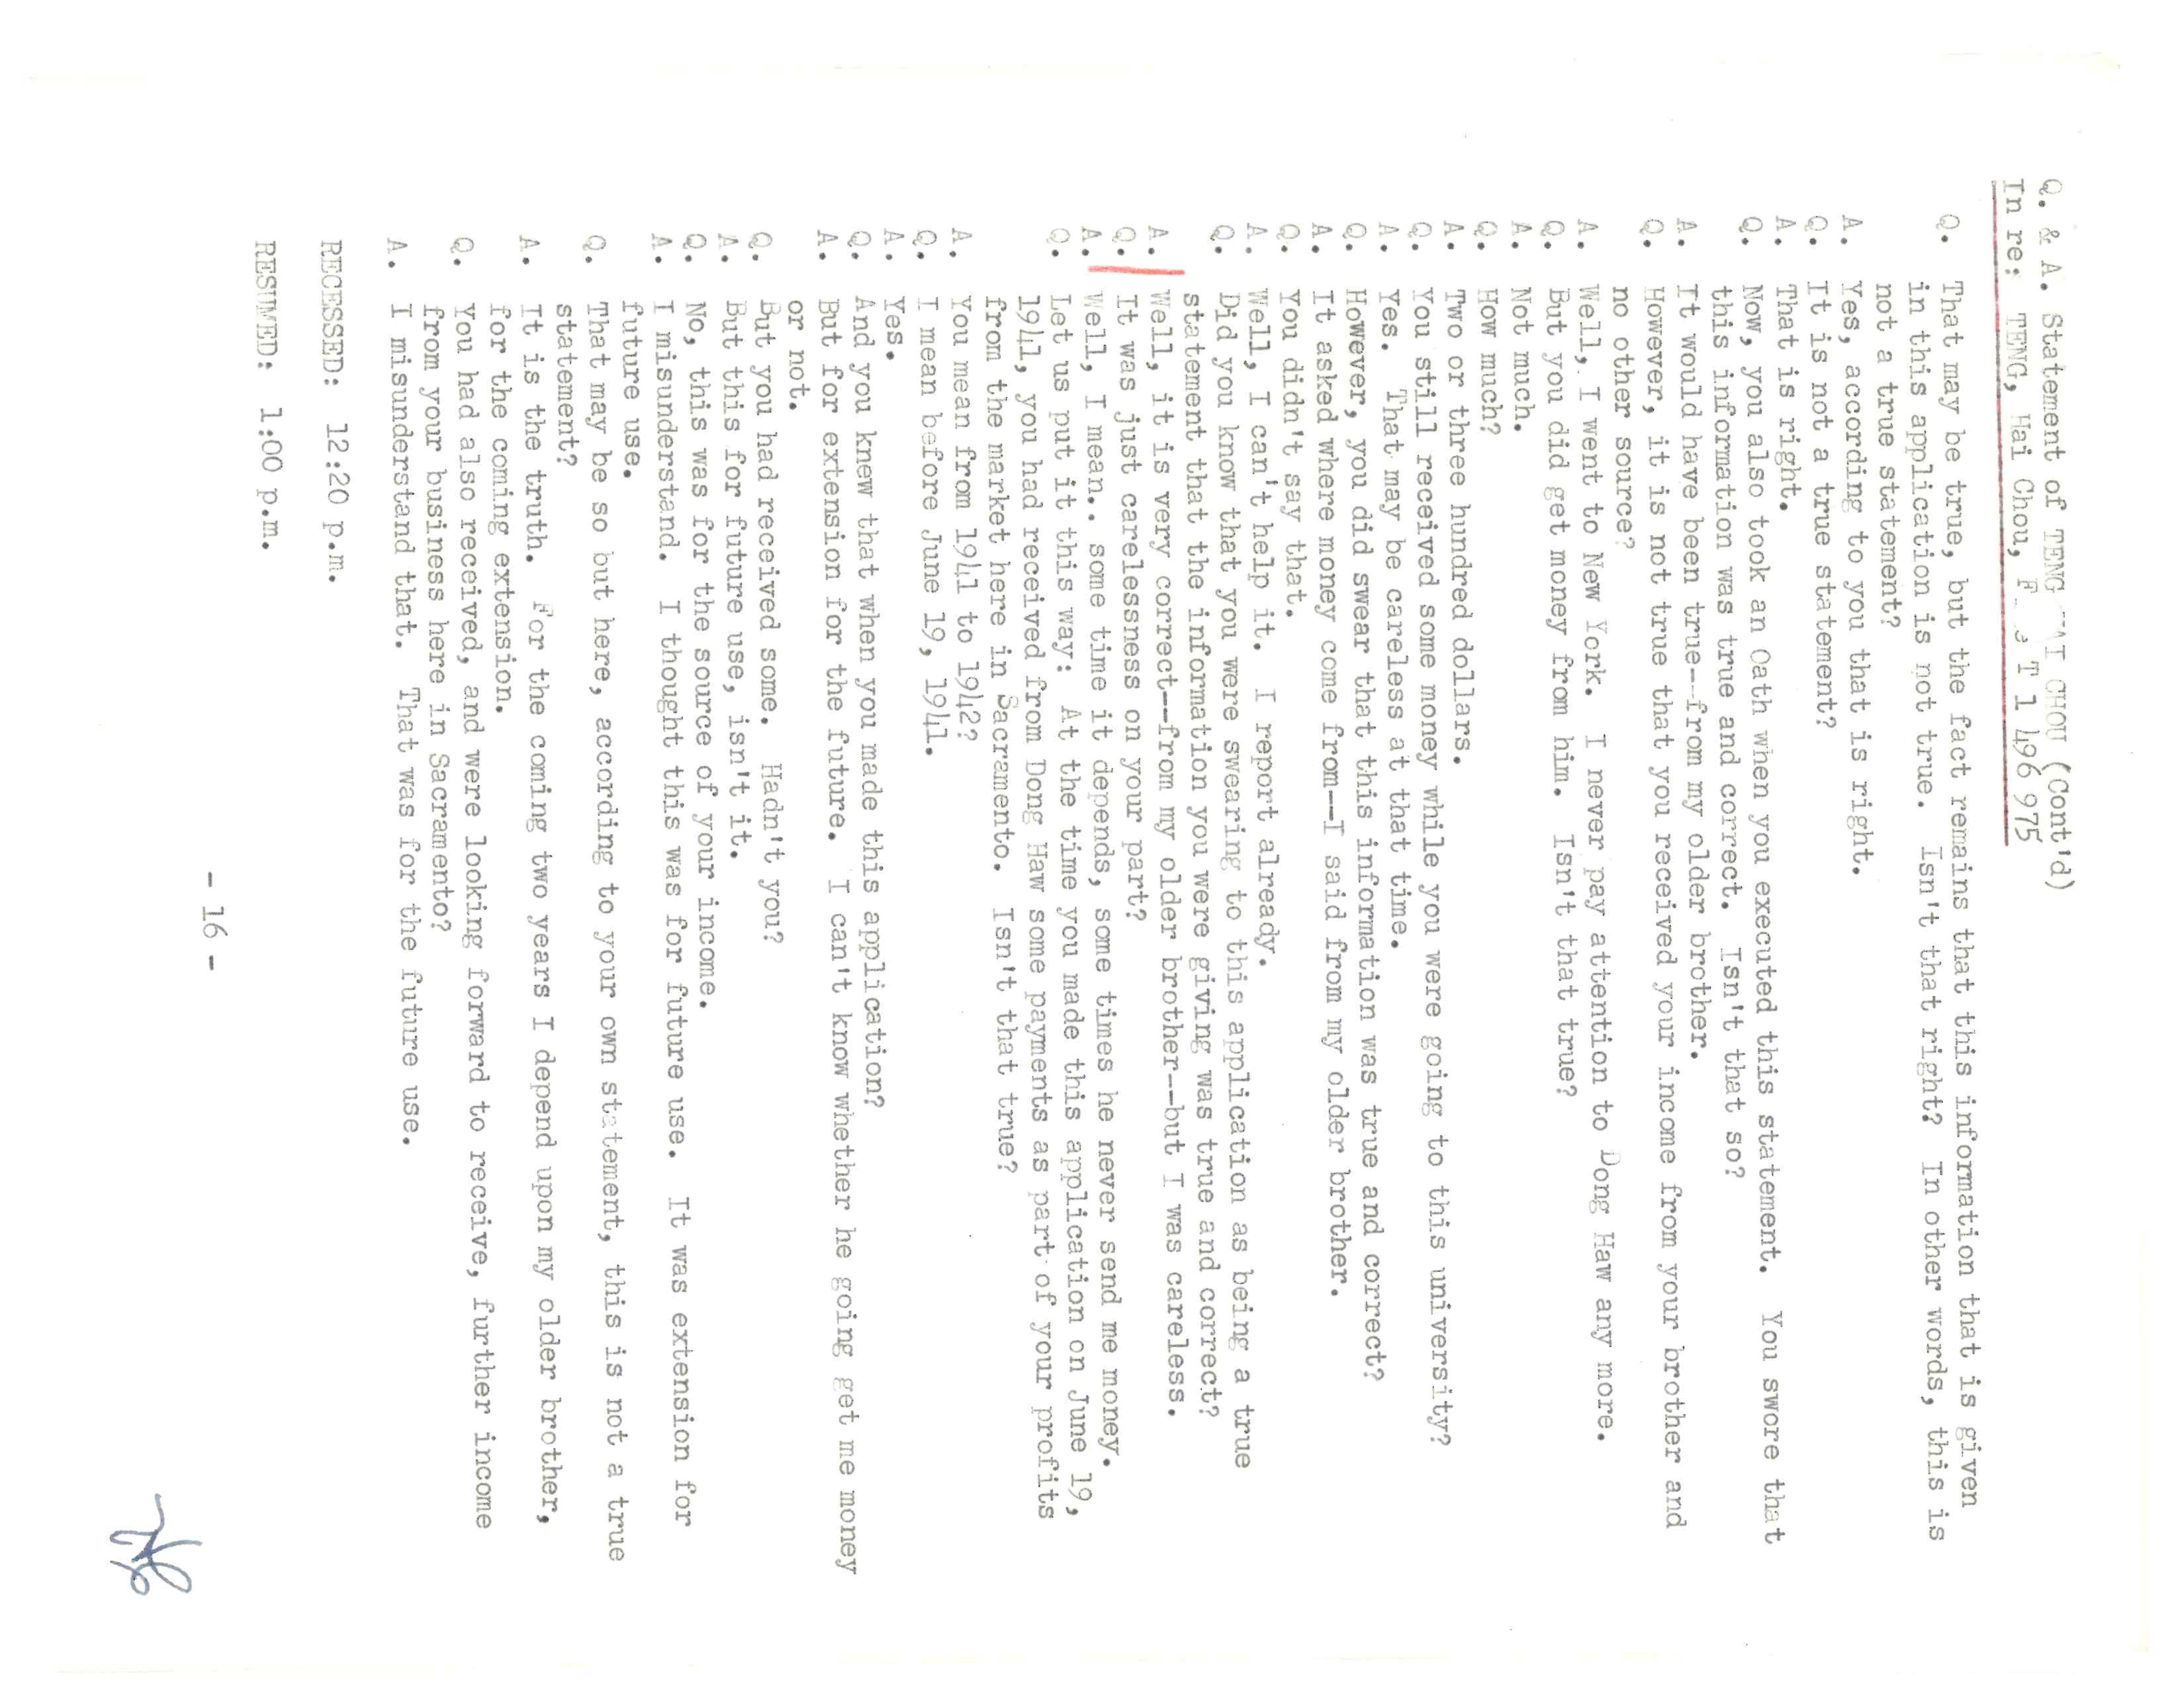 Q. & A. Statement of TENG HAI CHOU (Cont'd)
In re: TENG, Hai Chou, T 1 496 975
Q. That may be true, but the fact remains that this information that is given
in this application is not true. Isn't that right? In other words, this is
not a true statement?
A. Yes, according to you that is right.
Q. It is not a true statement?
A. That is right.
Q. Now, you also took an Oath when you executed this statement. You swore that
this information was true and correct. Isn't that so?
A. It would have been true--from my older brother.
Q. However, it is not true that you received your income from your brother and
no other source?
A. Well, I went to New York. I never pay attention to Dong Haw any more.
Q. But you did get money from him. Isn't that true?
A. Not much.
Q. How much?
A. Two or three hundred dollars.
Q. You still received some money while you were going to this university?
A. Yes. That may be careless at that time.
Q. However, you did swear that this information was true and correct?
A. It asked where money come from--I said from my older brother.
Q. You didn't say that.
A. Well, I can't help it. I report already.
Q. Did you know that you were swearing to this application as being a true
statement that the information you were giving was true and correct?
A. Well, it is very correct--from my older brother--but I was careless.
Q. It was just carelessness on your part?
A. Well, I mean.. some time it depends, some times he never send me money.
Q. Let us put it this way: At the time you made this application on June 19,
1941, you had received from Dong Haw some payments as part of your profits
from the market here in Sacramento. Isn't that true?
A. You mean from 1941 to 1942?
Q. I mean before June 19, 1941.
A. Yes.
Q. And you knew that when you made this application?
A. But for extension for the future. I can't know whether he going get me money
or not.
Q. But you had received some. Hadn't you?
A. But this for future use, isn't it.
Q. No, this was for the source of your income.
A. I misunderstand. I thought this was for future use. It was extension for
future use.
Q. That may be so but here, according to your own statement, this is not a true
statement?
A. It is the truth. For the coming two years I depend upon my older brother,
for the coming extension.
Q. You had also received, and were looking forward to receive, further income
from your business here in Sacramento?
A. I misunderstand that. That was for the future use.
RECESSED: 12:20 p.m.
RESUMED: 1:00 p.m.
- 16 -